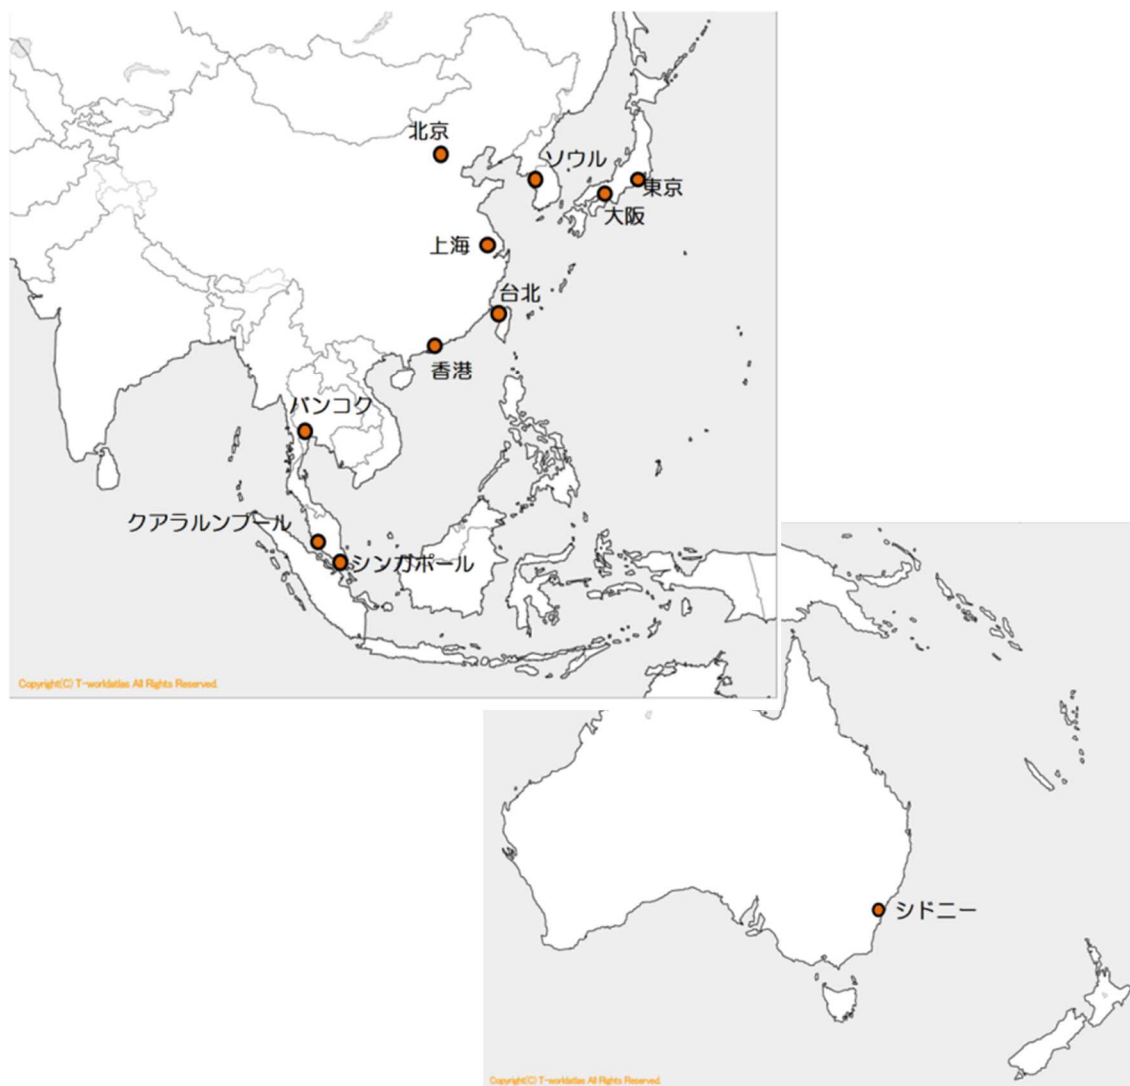 北京
ソウル
東京
大阪
上海
台北
香港
バンコク
クアラルンプール
シンガポール
Copyright(C) T-worldatlas All Rights Reserved.
シドニー
Copyright(C) T-worldatlas All Rights Reserved.